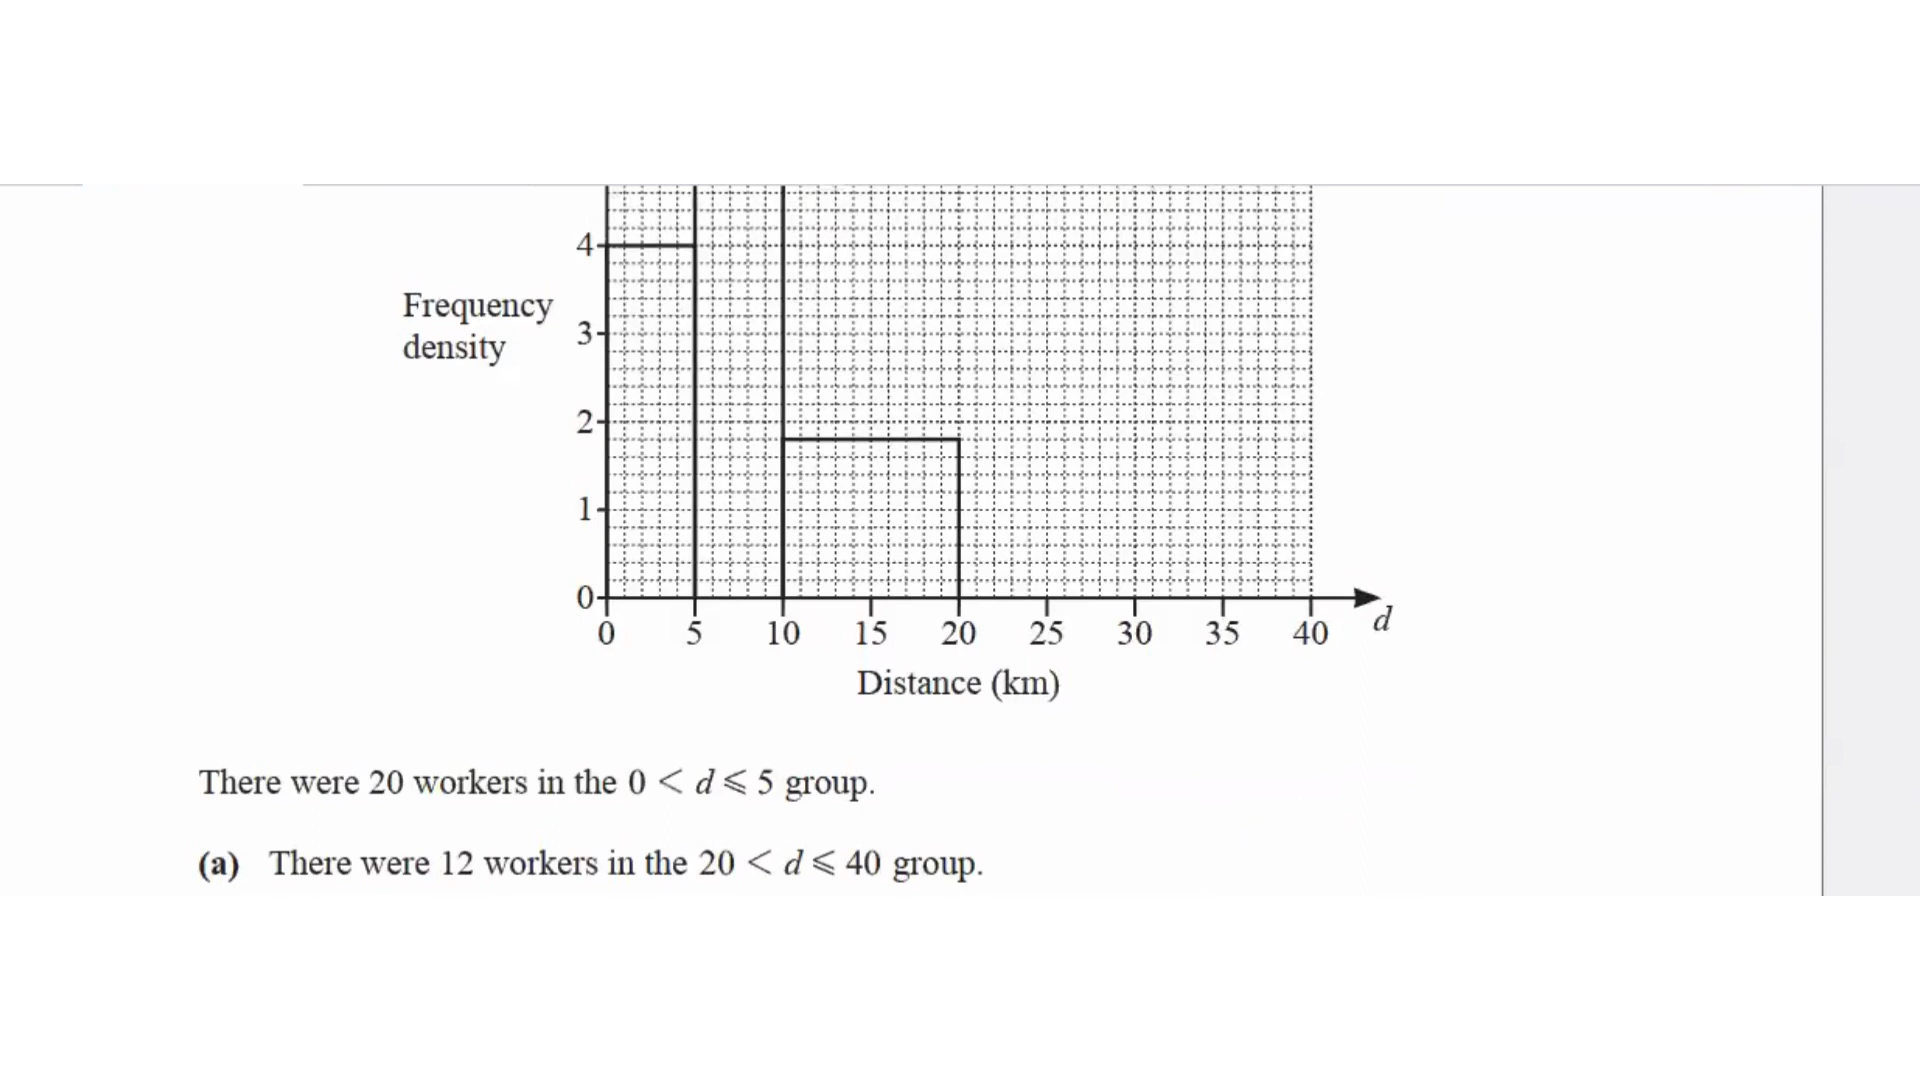 4
Frequency
density
3
2
1
0
0 5 10 15 20 25 30 35 40 d
Distance (km)
There were 20 workers in the 0 < d ⩽ 5 group.
(a) There were 12 workers in the 20 < d ⩽ 40 group.